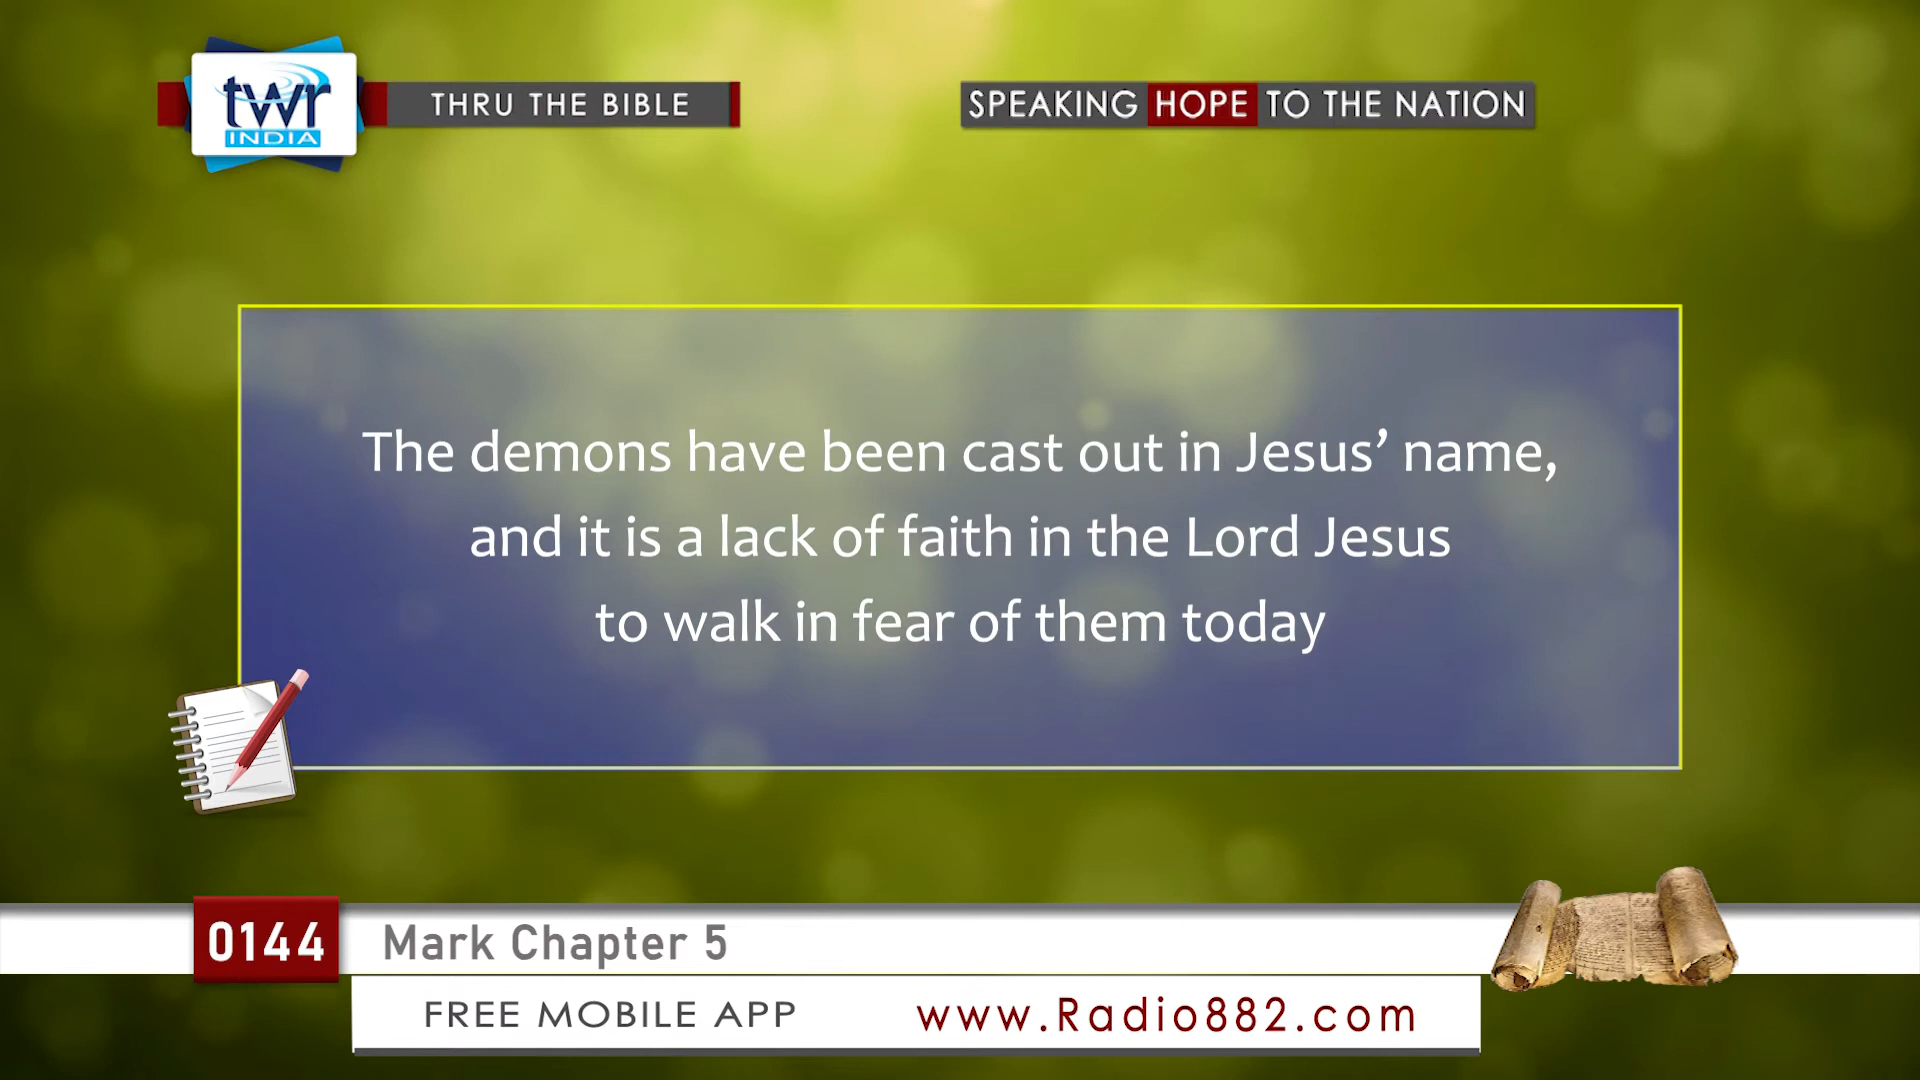 twr
INDIA
THRU THE BIBLE
SPEAKING HOPE TO THE NATION
The demons have been cast out in Jesus’ name,
and it is a lack of faith in the Lord Jesus
to walk in fear of them today
0144
Mark Chapter 5
FREE MOBILE APP
www.Radio882.com